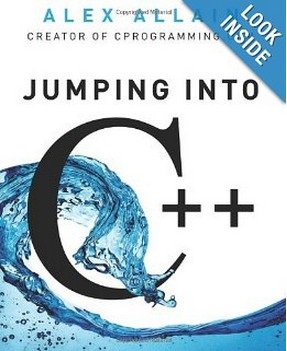 ALEX ALLAIN
CREATOR OF CPROGRAMMING
LOOK
INSIDE
JUMPING INTO
C++